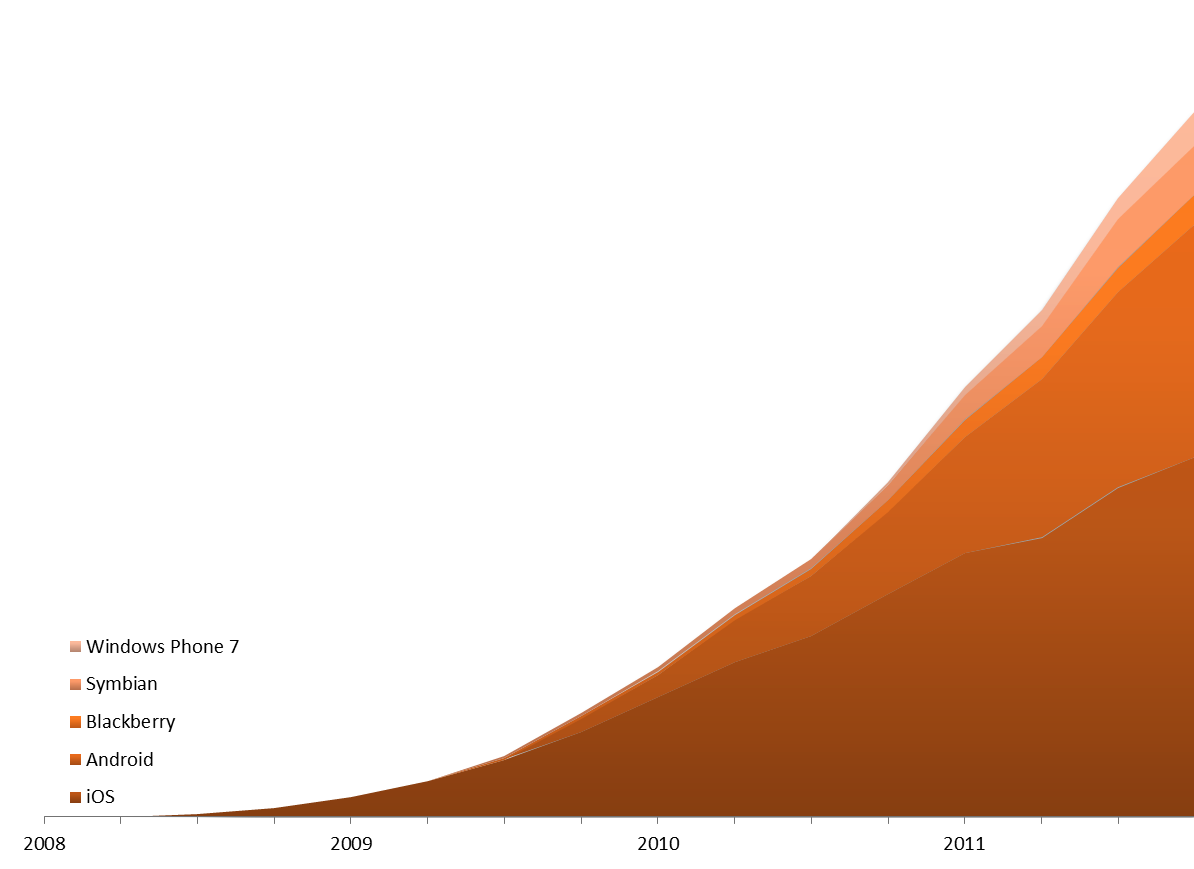 Windows Phone 7
Symbian
Blackberry
Android
iOS
2008 2009 2010 2011